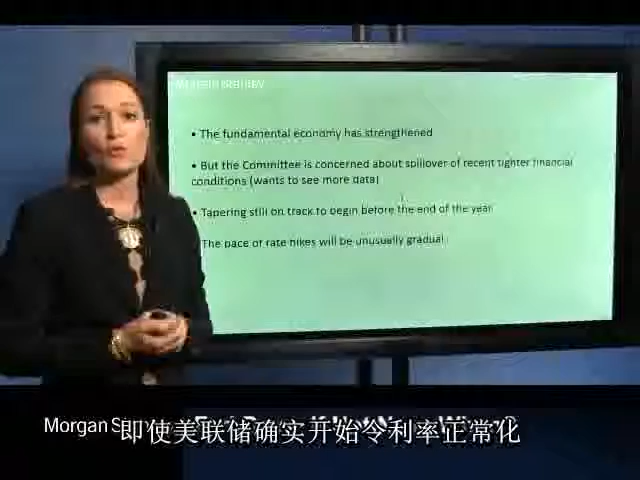 Morgan Stanley
• The fundamental economy has strengthened
• But the Committee is concerned about spillover of recent tighter financial
conditions (wants to see more data)
• Tapering still on track to begin before the end of the year
The pace of rate hikes will be unusually gradual
Morgan S
即使美联储确实开始令利率正常化